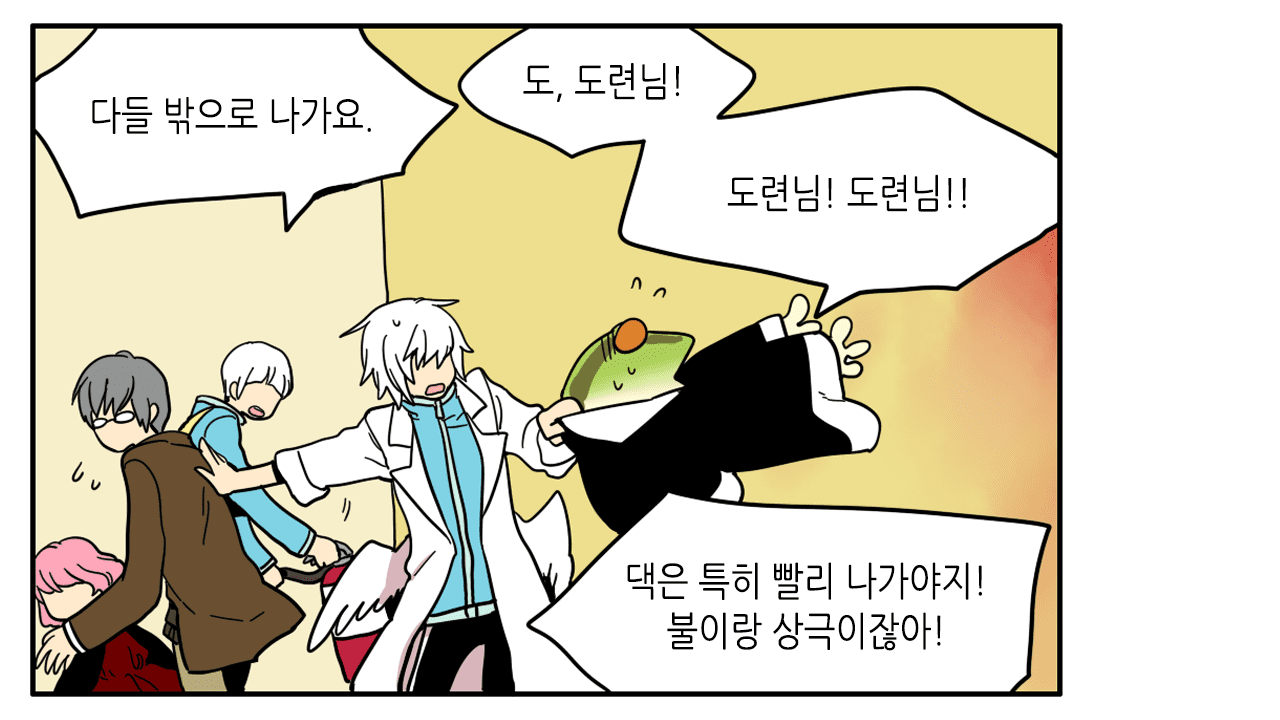 다들 밖으로 나가요.
도, 도련님!
도련님! 도련님!!
댁은 특히 빨리 나가야지!
불이랑 상극이잖아!